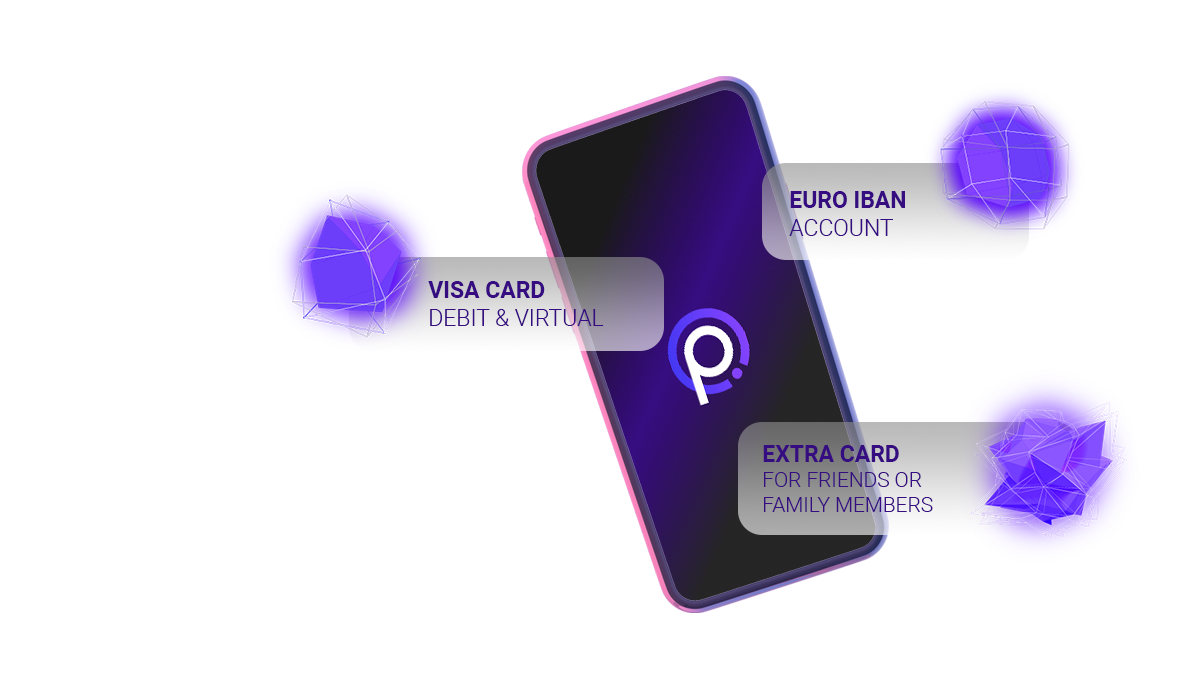 EURO IBAN
ACCOUNT
VISA CARD
DEBIT & VIRTUAL
EXTRA CARD
FOR FRIENDS OR
FAMILY MEMBERS